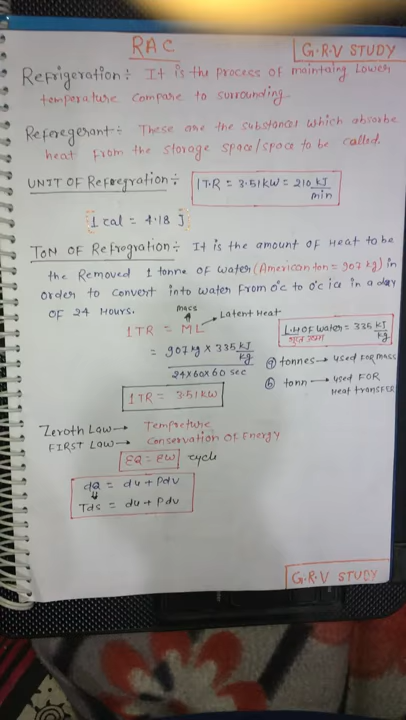 RAC
G.R.V STUDY
Refrigeration ÷ It is the process of maintaing Lower
temperature compare to surrounding.
Referegerant ÷ These are the substances which absorbe
heat from the storage space/space to be called.
UNIT OF Refregration ÷ 1T.R = 3.51KW = 210 KJ/min
1 cal = 4.18 J
TON OF Refrogration ÷ It is the amount of Heat to be
the Removed 1 tonne of water (American ton = 907 kg) in
order to convert into water from 0°c to 0°c ice in a day
OF 24 Hours.
mass
Latent Heat
1TR = ML
L.H OF water = 335 KJ/kg
गुप्त उष्मा
= 907 kg x 335 KJ/kg
24x60x60 sec
ⓐ tonnes → used FOR MASS
ⓑ tonn → used FOR
Heat transfer
1TR = 3.51KW
Zeroth Law → Tempreture
FIRST Law → Conservation OF Energy
ΣQ = ΣW cycle
dQ = du + Pdv
Tds = du + Pdv
G.R.V STUDY